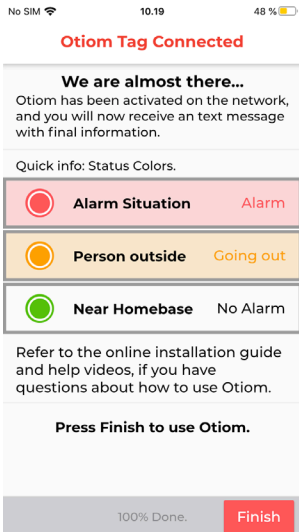 No SIM 10.19 48 %
Otiom Tag Connected
We are almost there...
Otiom has been activated on the network,
and you will now receive an text message
with final information.
Quick info: Status Colors.
Alarm Situation Alarm
Person outside Going out
Near Homebase No Alarm
Refer to the online installation guide
and help videos, if you have
questions about how to use Otiom.
Press Finish to use Otiom.
100% Done. Finish